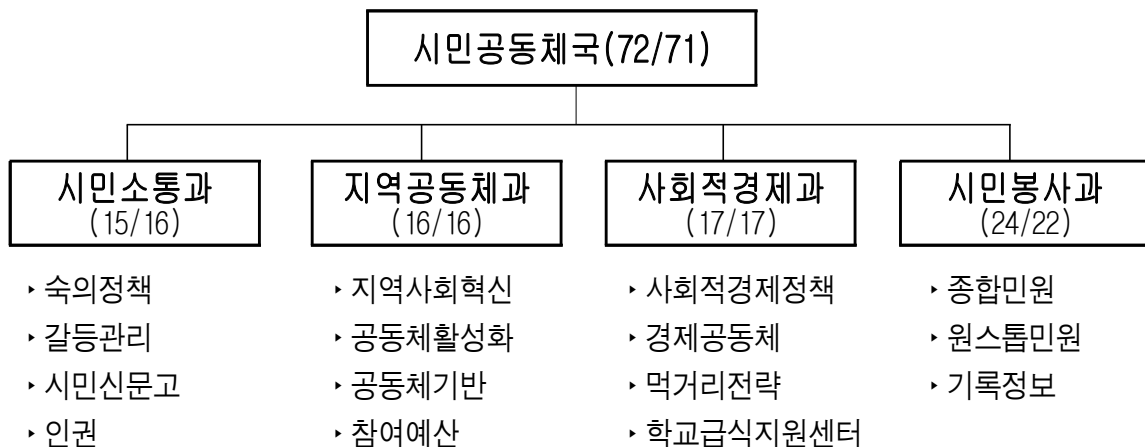 시민공동체국(72/71)
시민소통과
(15/16)
‣ 숙의정책
‣ 갈등관리
‣ 시민신문고
‣ 인권
지역공동체과
(16/16)
‣ 지역사회혁신
‣ 공동체활성화
‣ 공동체기반
‣ 참여예산
사회적경제과
(17/17)
‣ 사회적경제정책
‣ 경제공동체
‣ 먹거리전략
‣ 학교급식지원센터
시민봉사과
(24/22)
‣ 종합민원
‣ 원스톱민원
‣ 기록정보